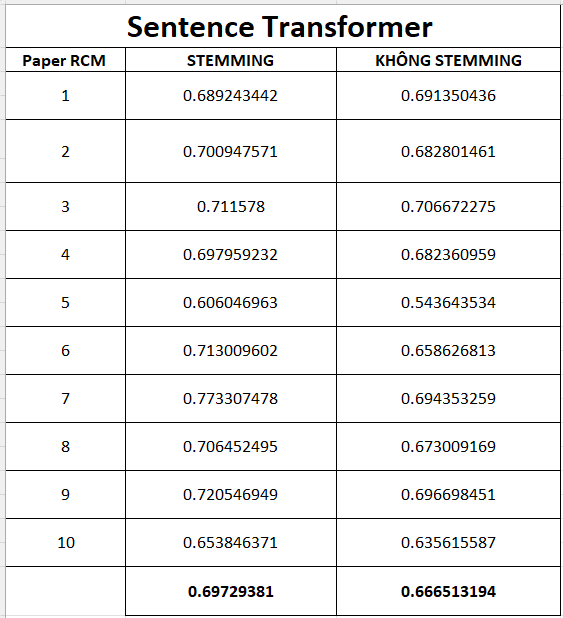 Sentence Transformer
Paper RCM STEMMING KHÔNG STEMMING
1 0.689243442 0.691350436
2 0.700947571 0.682801461
3 0.711578 0.706672275
4 0.697959232 0.682360959
5 0.606046963 0.543643534
6 0.713009602 0.658626813
7 0.773307478 0.694353259
8 0.706452495 0.673009169
9 0.720546949 0.696698451
10 0.653846371 0.635615587
0.69729381 0.666513194